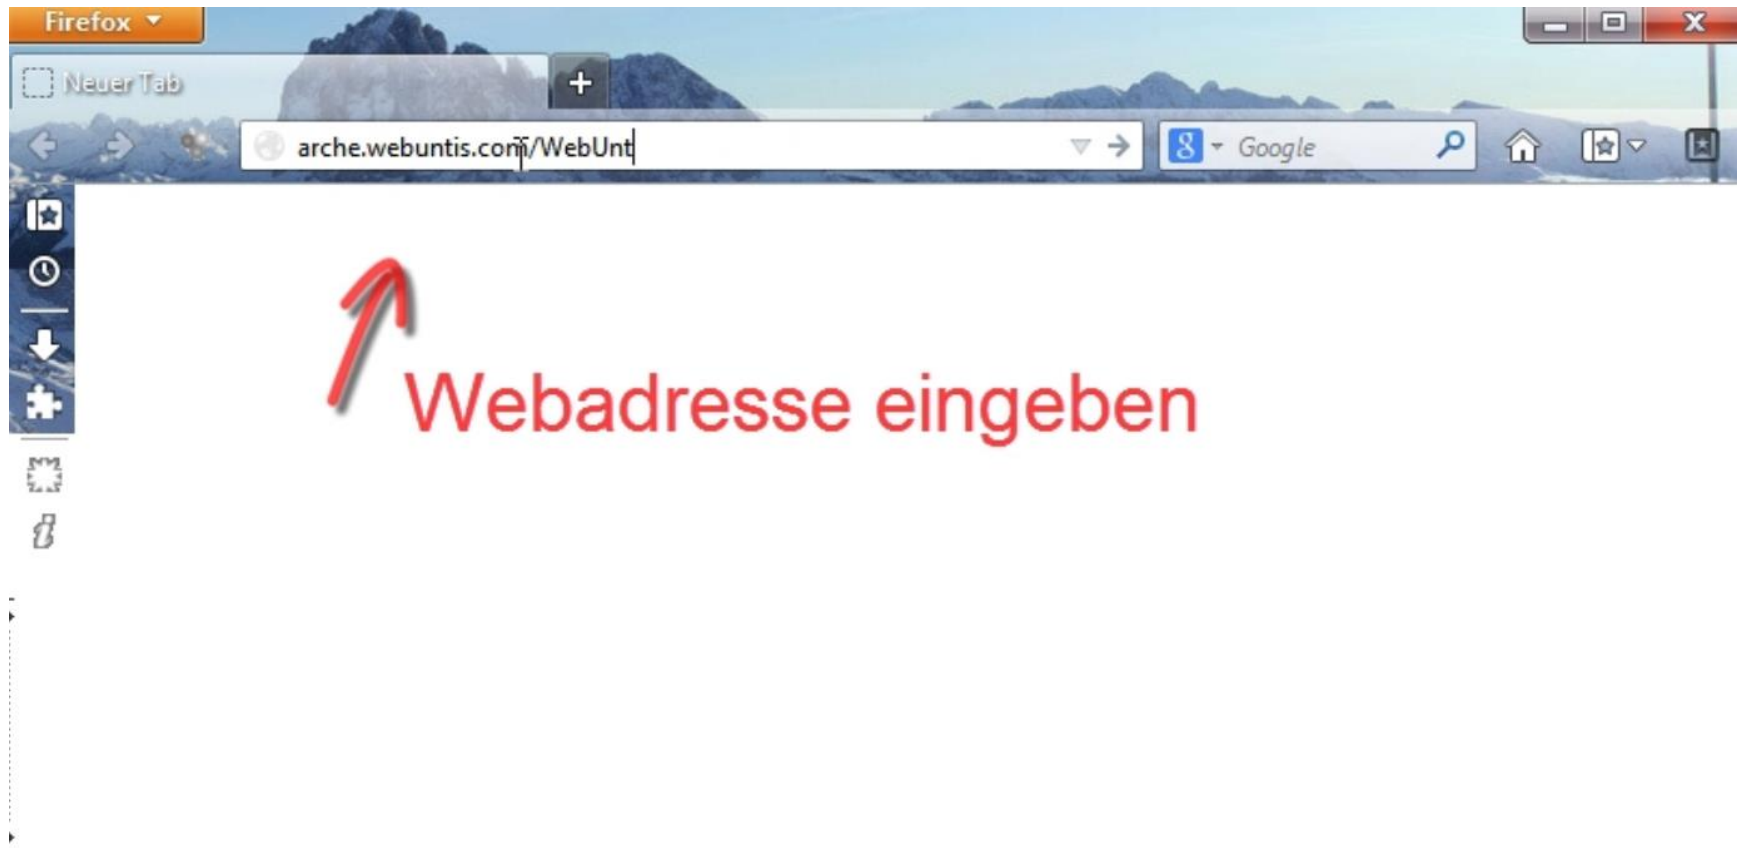 Firefox
Neuer Tab
arche.webuntis.com/WebUnt
Google
Webadresse eingeben